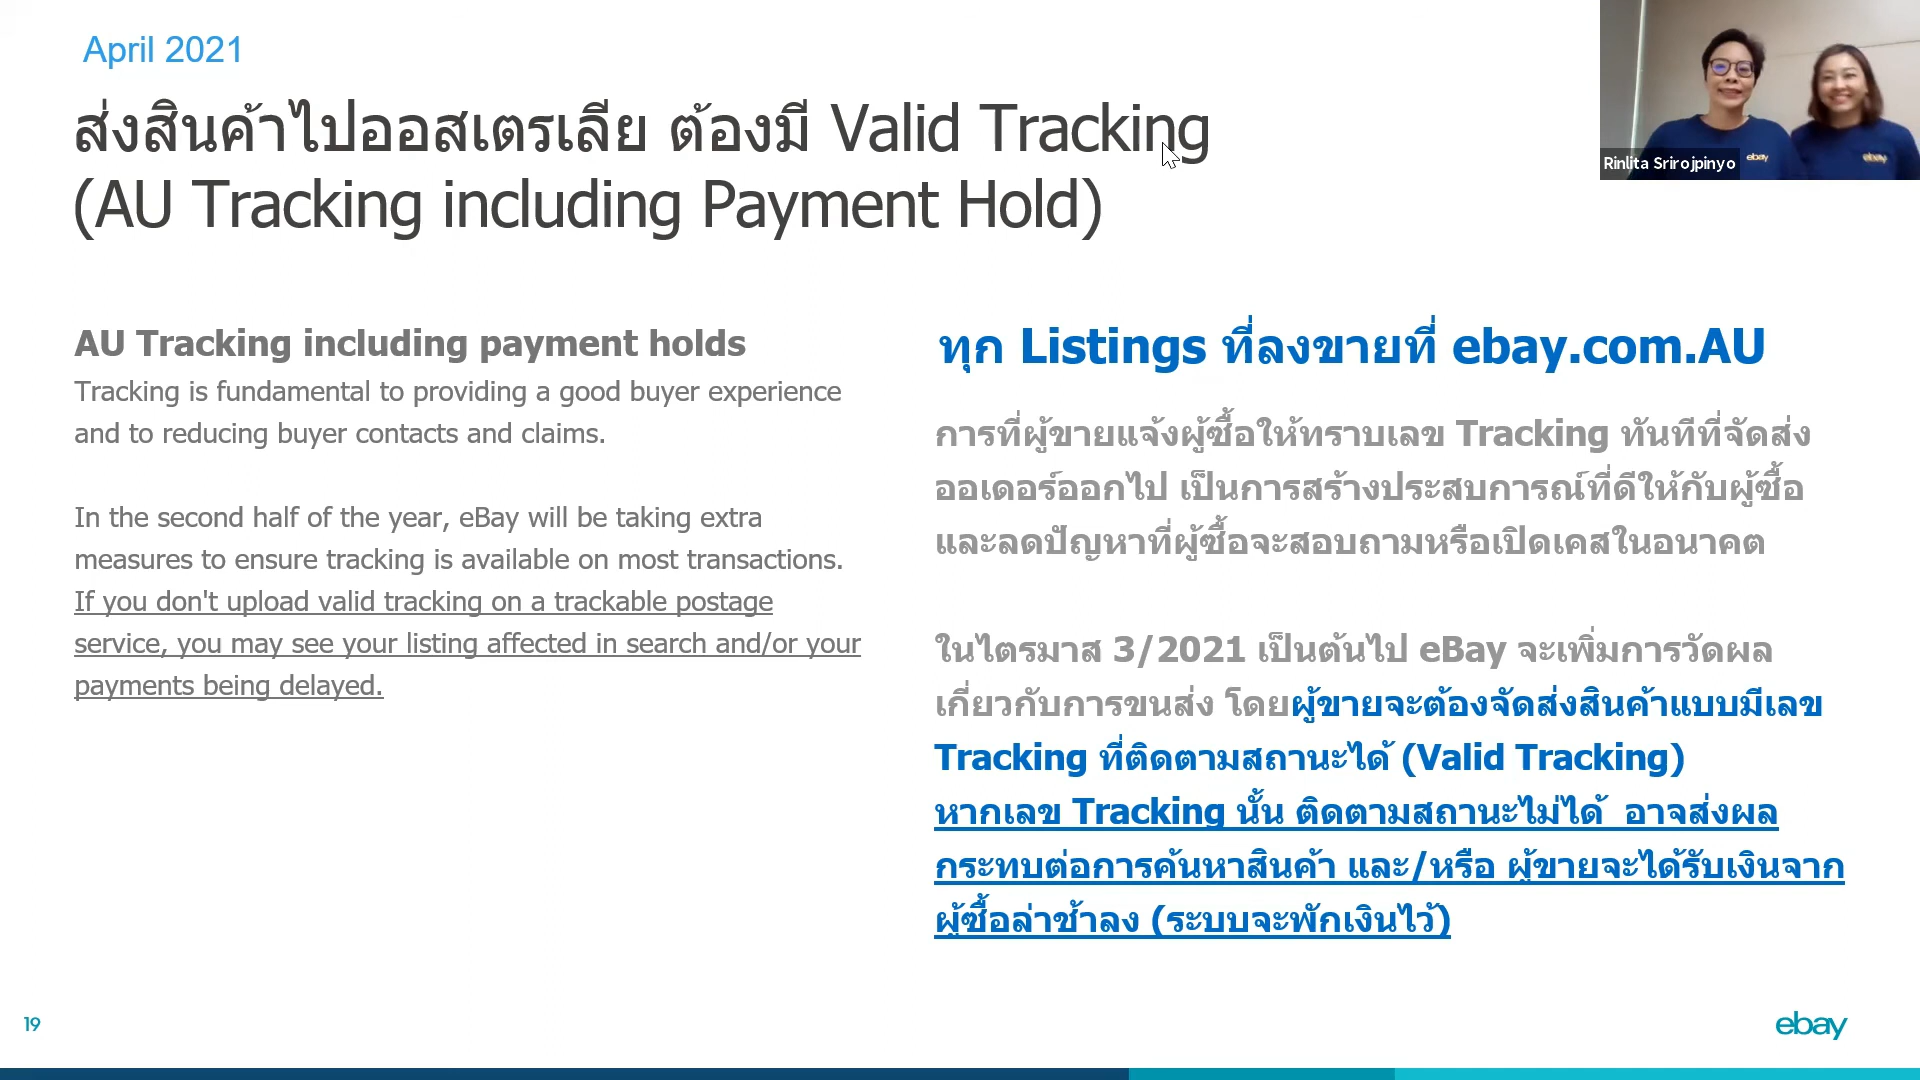 April 2021
ส่งสินค้าไปออสเตรเลีย ต้องมี Valid Tracking
(AU Tracking including Payment Hold)
Rinlita Srirojpinyo
ebay
ebay
AU Tracking including payment holds
Tracking is fundamental to providing a good buyer experience
and to reducing buyer contacts and claims.
In the second half of the year, eBay will be taking extra
measures to ensure tracking is available on most transactions.
If you don't upload valid tracking on a trackable postage
service, you may see your listing affected in search and/or your
payments being delayed.
ทุก Listings ที่ลงขายที่ ebay.com.AU
การที่ผู้ขายแจ้งผู้ซื้อให้ทราบเลข Tracking ทันทีที่จัดส่ง
ออเดอร์ออกไป เป็นการสร้างประสบการณ์ที่ดีให้กับผู้ซื้อ
และลดปัญหาที่ผู้ซื้อจะสอบถามหรือเปิดเคสในอนาคต
ในไตรมาส 3/2021 เป็นต้นไป eBay จะเพิ่มการวัดผล
เกี่ยวกับการขนส่ง โดยผู้ขายจะต้องจัดส่งสินค้าแบบมีเลข
Tracking ที่ติดตามสถานะได้ (Valid Tracking)
หากเลข Tracking นั้น ติดตามสถานะไม่ได้ อาจส่งผล
กระทบต่อการค้นหาสินค้า และ/หรือ ผู้ขายจะได้รับเงินจาก
ผู้ซื้อล่าช้าลง (ระบบจะพักเงินไว้)
19
ebay